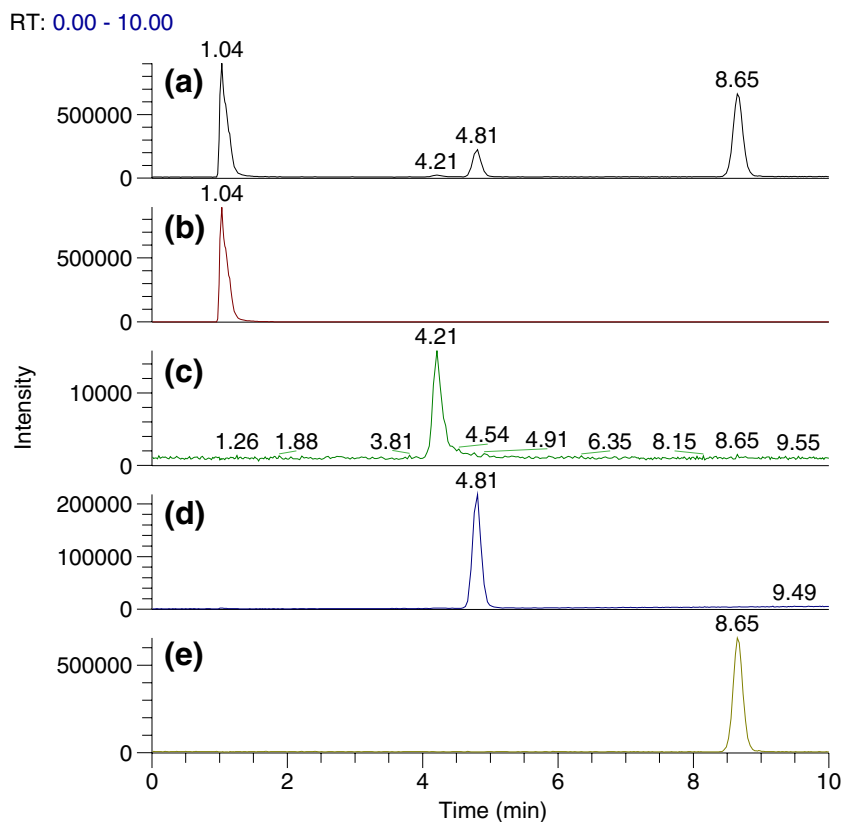 RT: 0.00 - 10.00
1.04
(a)
8.65
500000
4.81
4.21
0
1.04
(b)
500000
0
4.21
(c)
10000
1.26 1.88 3.81 4.54 4.91 6.35 8.15 8.65 9.55
0
4.81
(d)
200000
100000
9.49
0
8.65
(e)
500000
0
0 2 4 6 8 10
Time (min)
Intensity